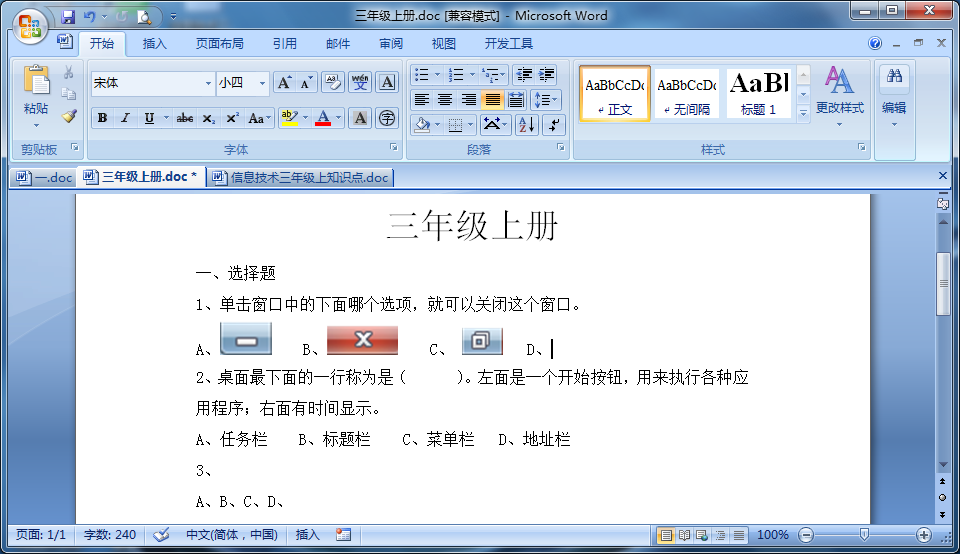 三年级上册.doc [兼容模式] - Microsoft Word
开始 插入 页面布局 引用 邮件 审阅 视图 开发工具
宋体 小四 wén A
AaBbCcDc AaBbCcDc AaBl
粘贴 正文 无间隔 标题 1 更改样式 编辑
B I U abc x₂ x² Aa ab A A 字
剪贴板 字体 段落 样式
一.doc 三年级上册.doc * 信息技术三年级上知识点.doc
三年级上册
一、选择题
1、单击窗口中的下面哪个选项，就可以关闭这个窗口。
A、 B、 C、 D、
2、桌面最下面的一行称为是（ ）。左面是一个开始按钮，用来执行各种应
用程序；右面有时间显示。
A、任务栏 B、标题栏 C、菜单栏 D、地址栏
3、
A、B、C、D、
页面: 1/1 字数: 240 中文(简体，中国) 插入 100%